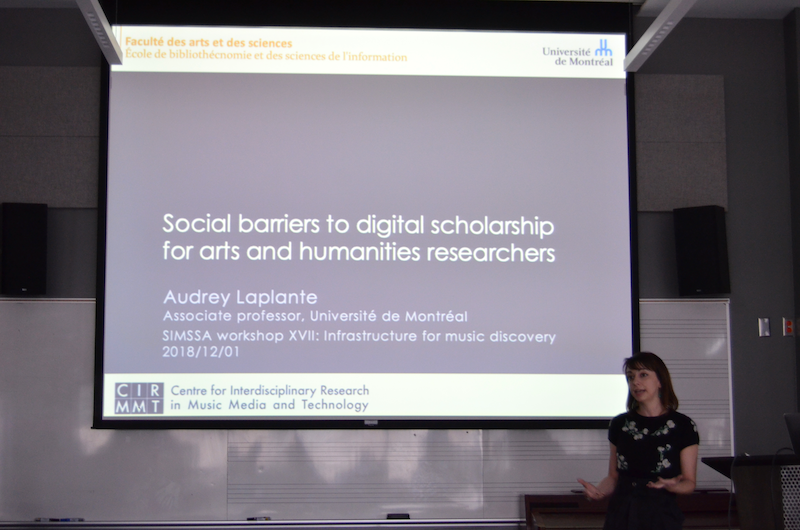 Faculté des arts et des sciences
École de bibliothécnomie et des sciences de l'information
Université
de Montréal
Social barriers to digital scholarship
for arts and humanities researchers
Audrey Laplante
Associate professor, Université de Montréal
SIMSSA workshop XVII: Infrastructure for music discovery
2018/12/01
CIR
MMT
Centre for Interdisciplinary Research
in Music Media and Technology